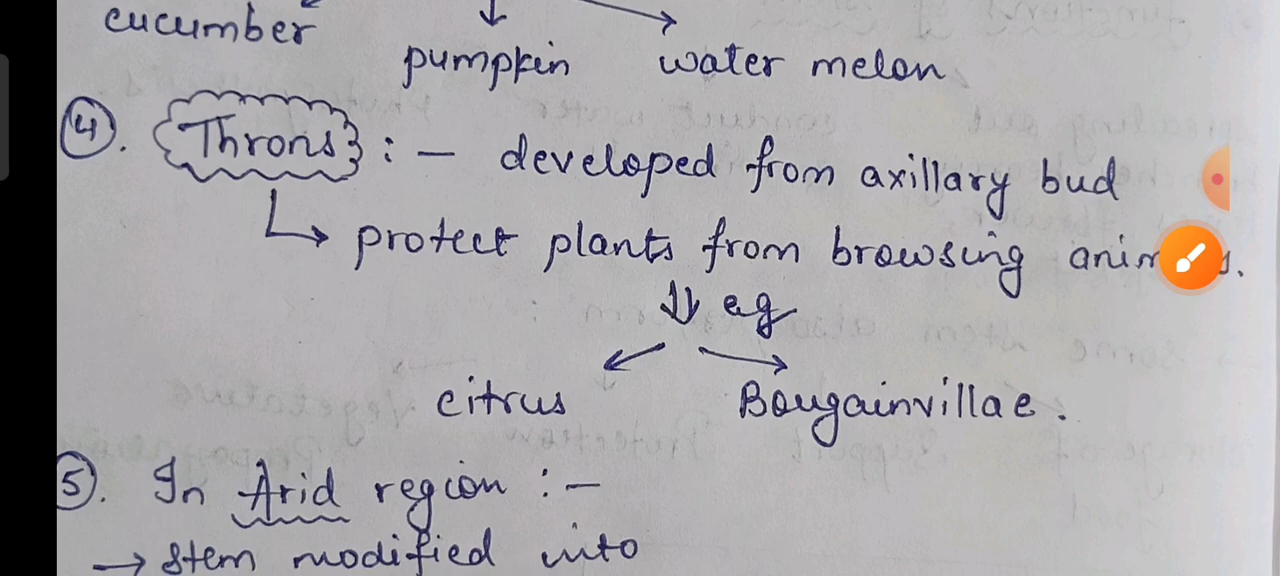 cucumber
pumpkin
water melon
4. Throns : – developed from axillary bud
↳ protect plants from browsing
⇓ eg
citrus
Bougainvillae.
5. In Arid region : –
→ stem modified into